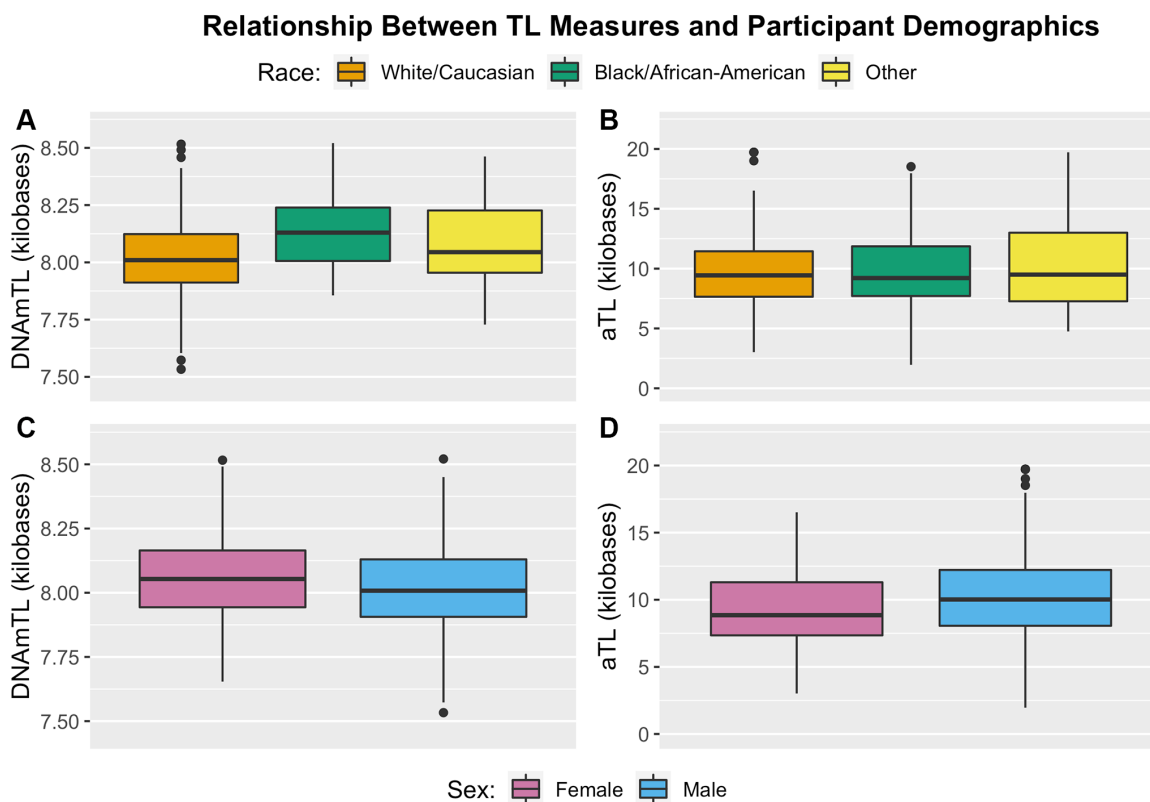 Relationship Between TL Measures and Participant Demographics
Race: White/Caucasian Black/African-American Other
A
DNAmTL (kilobases)
8.50
8.25
8.00
7.75
7.50
B
aTL (kilobases)
20
15
10
5
0
C
DNAmTL (kilobases)
8.50
8.25
8.00
7.75
7.50
D
aTL (kilobases)
20
15
10
5
0
Sex: Female Male